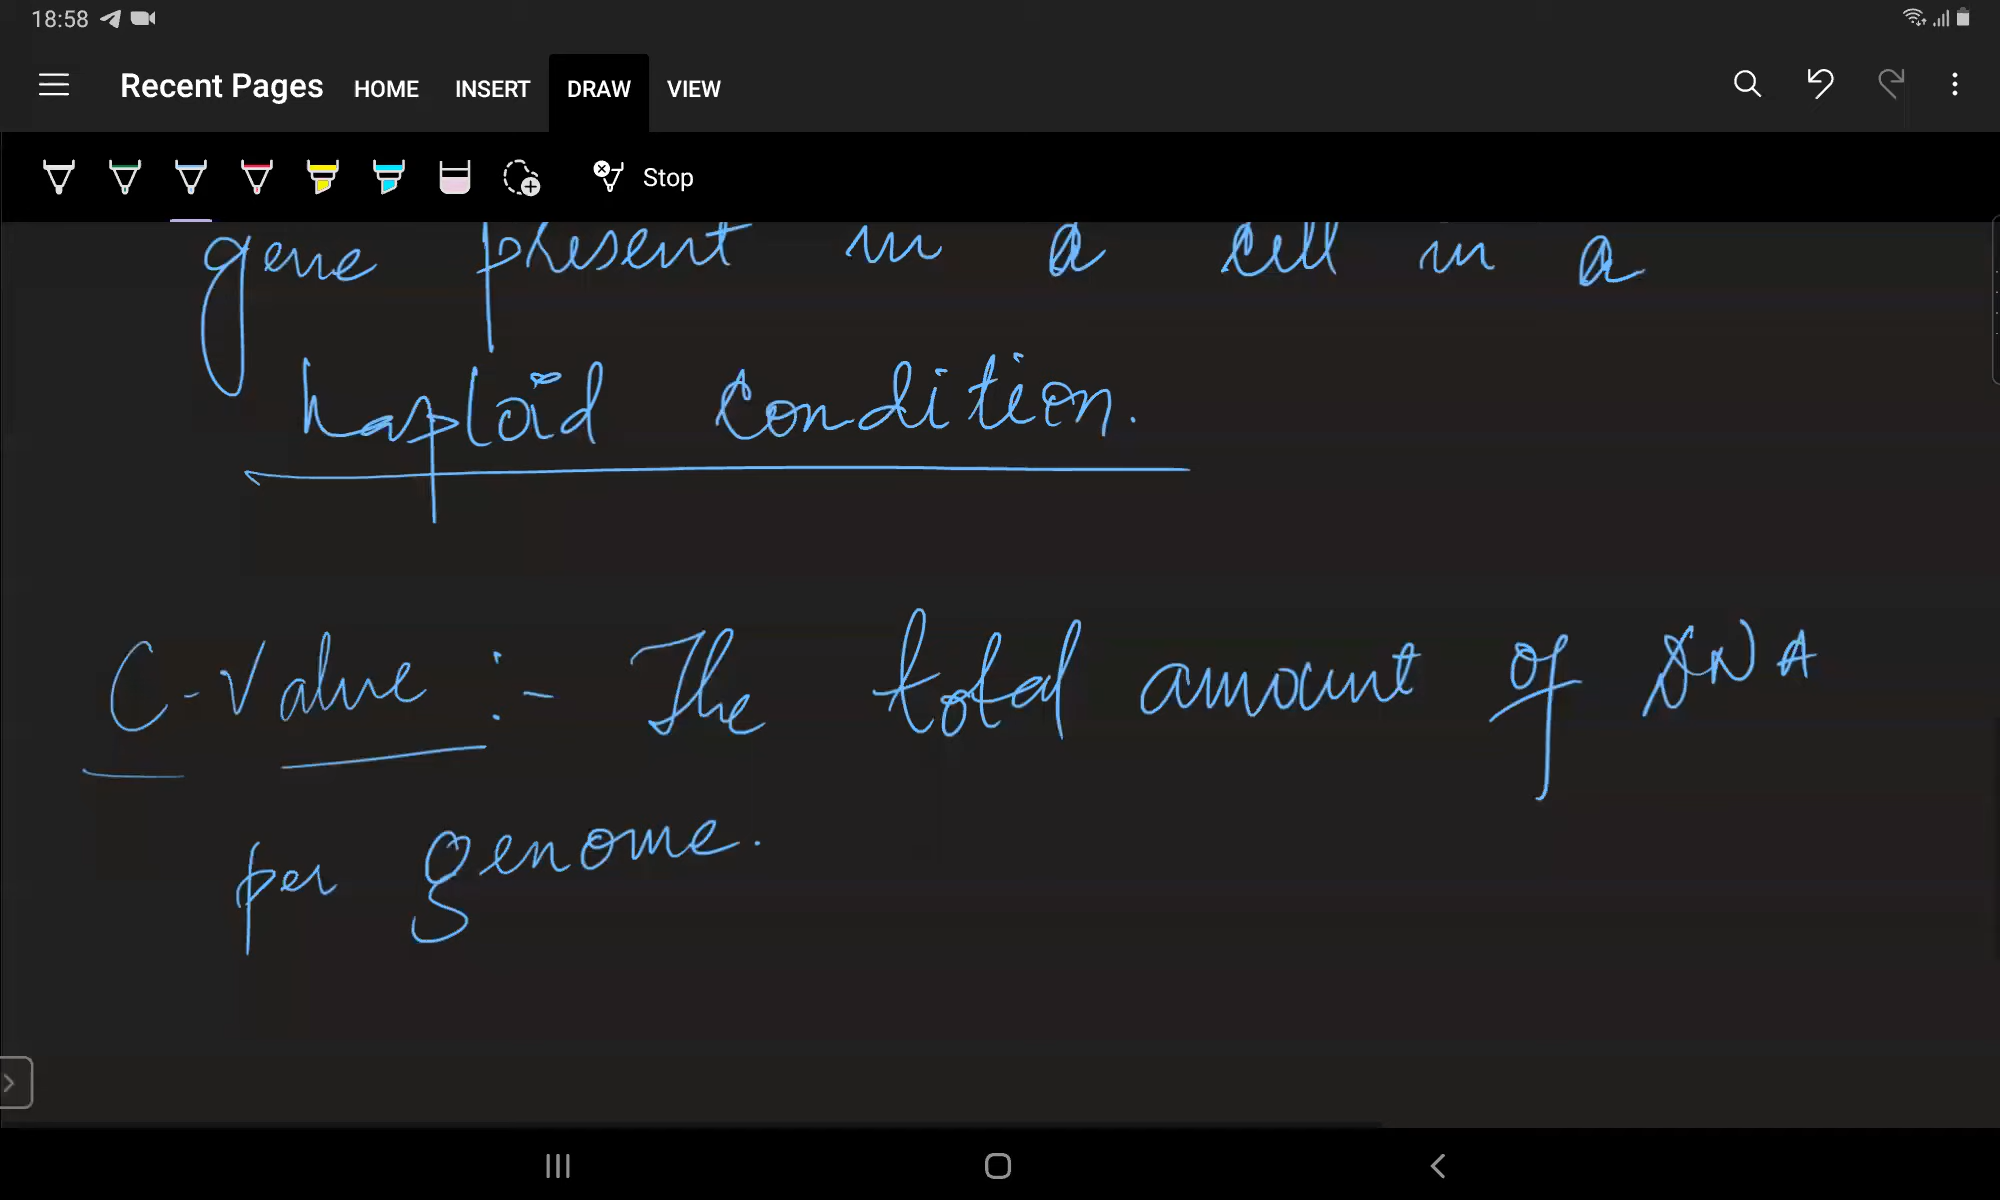 18:58
Recent Pages HOME INSERT DRAW VIEW
Stop
gene present in a cell in a
haploid condition.
C-Value :- The total amount of DNA
per genome.